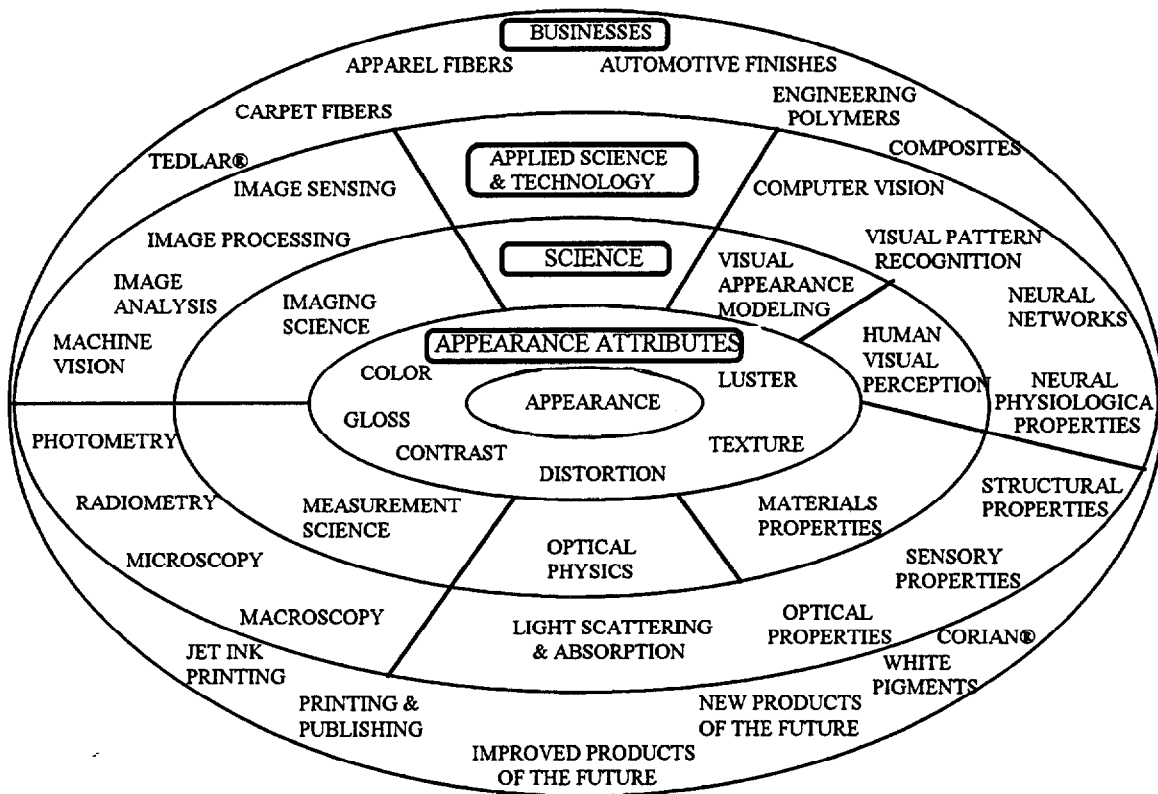 BUSINESSES
APPAREL FIBERS
AUTOMOTIVE FINISHES
CARPET FIBERS
ENGINEERING
POLYMERS
TEDLAR®
COMPOSITES
APPLIED SCIENCE
& TECHNOLOGY
IMAGE SENSING
COMPUTER VISION
IMAGE PROCESSING
VISUAL PATTERN
RECOGNITION
SCIENCE
VISUAL
APPEARANCE
MODELING
IMAGE
ANALYSIS
IMAGING
SCIENCE
NEURAL
NETWORKS
MACHINE
VISION
HUMAN
VISUAL
PERCEPTION
APPEARANCE ATTRIBUTES
COLOR
LUSTER
NEURAL
PHYSIOLOGICA
PROPERTIES
APPEARANCE
GLOSS
CONTRAST
TEXTURE
DISTORTION
PHOTOMETRY
RADIOMETRY
MEASUREMENT
SCIENCE
MATERIALS
PROPERTIES
STRUCTURAL
PROPERTIES
MICROSCOPY
OPTICAL
PHYSICS
SENSORY
PROPERTIES
MACROSCOPY
LIGHT SCATTERING
& ABSORPTION
OPTICAL
PROPERTIES
CORIAN®
JET INK
PRINTING
WHITE
PIGMENTS
PRINTING &
PUBLISHING
NEW PRODUCTS
OF THE FUTURE
IMPROVED PRODUCTS
OF THE FUTURE